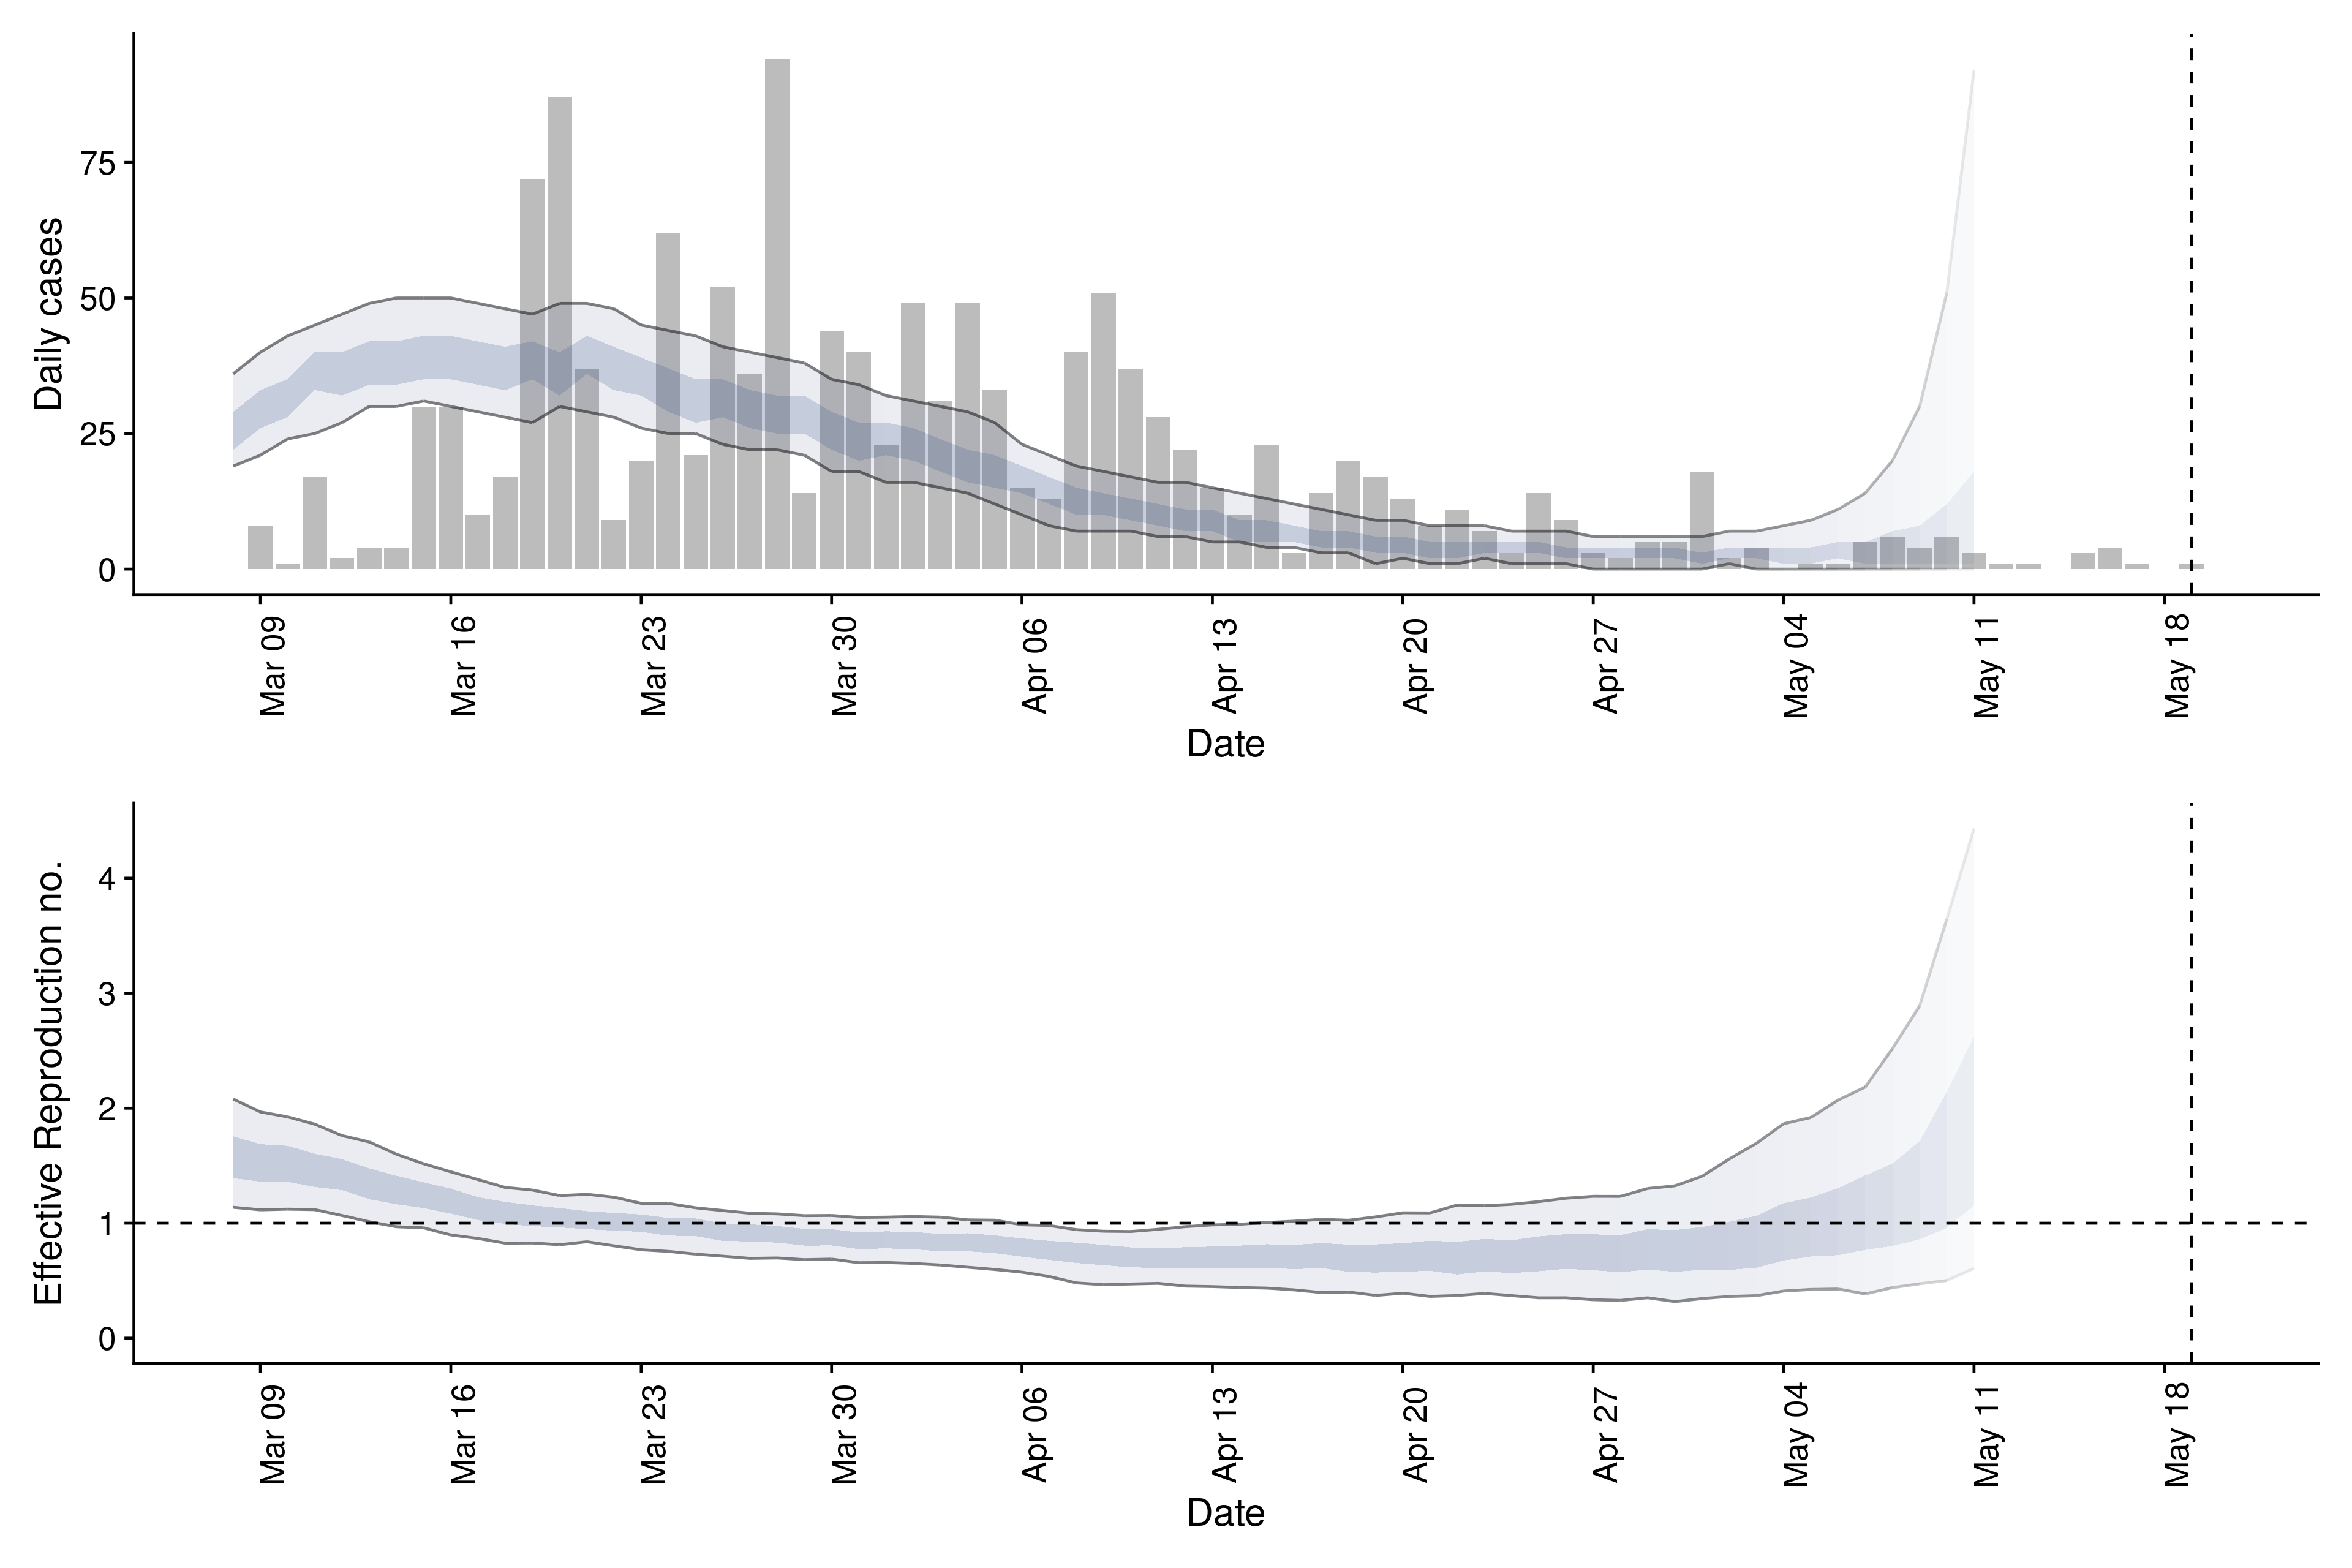 Daily cases
75
50
25
0
Mar 09
Mar 16
Mar 23
Mar 30
Apr 06
Apr 13
Apr 20
Apr 27
May 04
May 11
May 18
Date
Effective Reproduction no.
4
3
2
1
0
Mar 09
Mar 16
Mar 23
Mar 30
Apr 06
Apr 13
Apr 20
Apr 27
May 04
May 11
May 18
Date